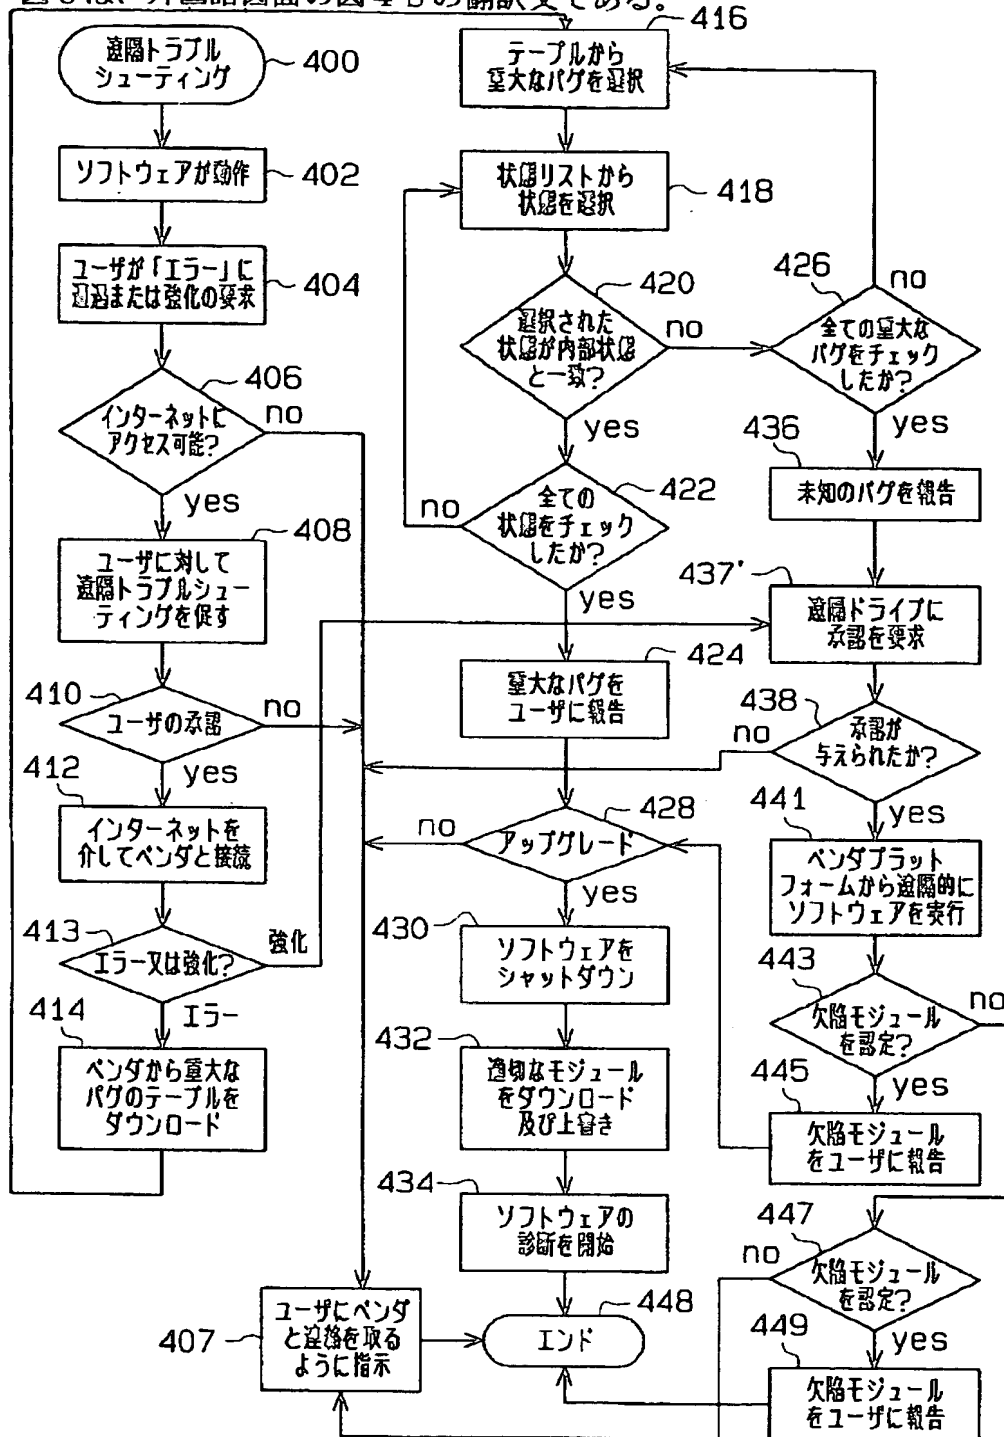 遠隔トラブル
シューティング
400
ソフトウェアが動作
402
ユーザが「エラー」に
遭遇または強化の要求
404
406
インターネットに
アクセス可能?
no
yes
408
ユーザに対して
遠隔トラブルシュー
ティングを促す
410
ユーザの承認
no
yes
412
インターネットを
介してベンダと接続
413
エラー又は強化?
強化
エラー
414
ベンダから重大な
バグのテーブルを
ダウンロード
416
テーブルから
重大なバグを選択
状態リストから
状態を選択
418
420
選択された
状態が内部状態
と一致?
no
yes
422
全ての
状態をチェック
したか?
no
yes
424
重大なバグを
ユーザに報告
428
アップグレード
no
yes
430
ソフトウェアを
シャットダウン
432
適切なモジュール
をダウンロード
及び上書き
434
ソフトウェアの
診断を開始
448
エンド
407
ユーザにベンダ
と連絡を取る
ように指示
426
no
全ての重大な
バグをチェック
したか?
yes
436
未知のバグを報告
437'
遠隔ドライブに
承認を要求
438
no
承認が
与えられたか?
yes
441
ベンダプラット
フォームから遠隔的に
ソフトウェアを実行
443
no
欠陥モジュール
を認定?
yes
445
欠陥モジュール
をユーザに報告
447
no
欠陥モジュール
を認定?
yes
449
欠陥モジュール
をユーザに報告